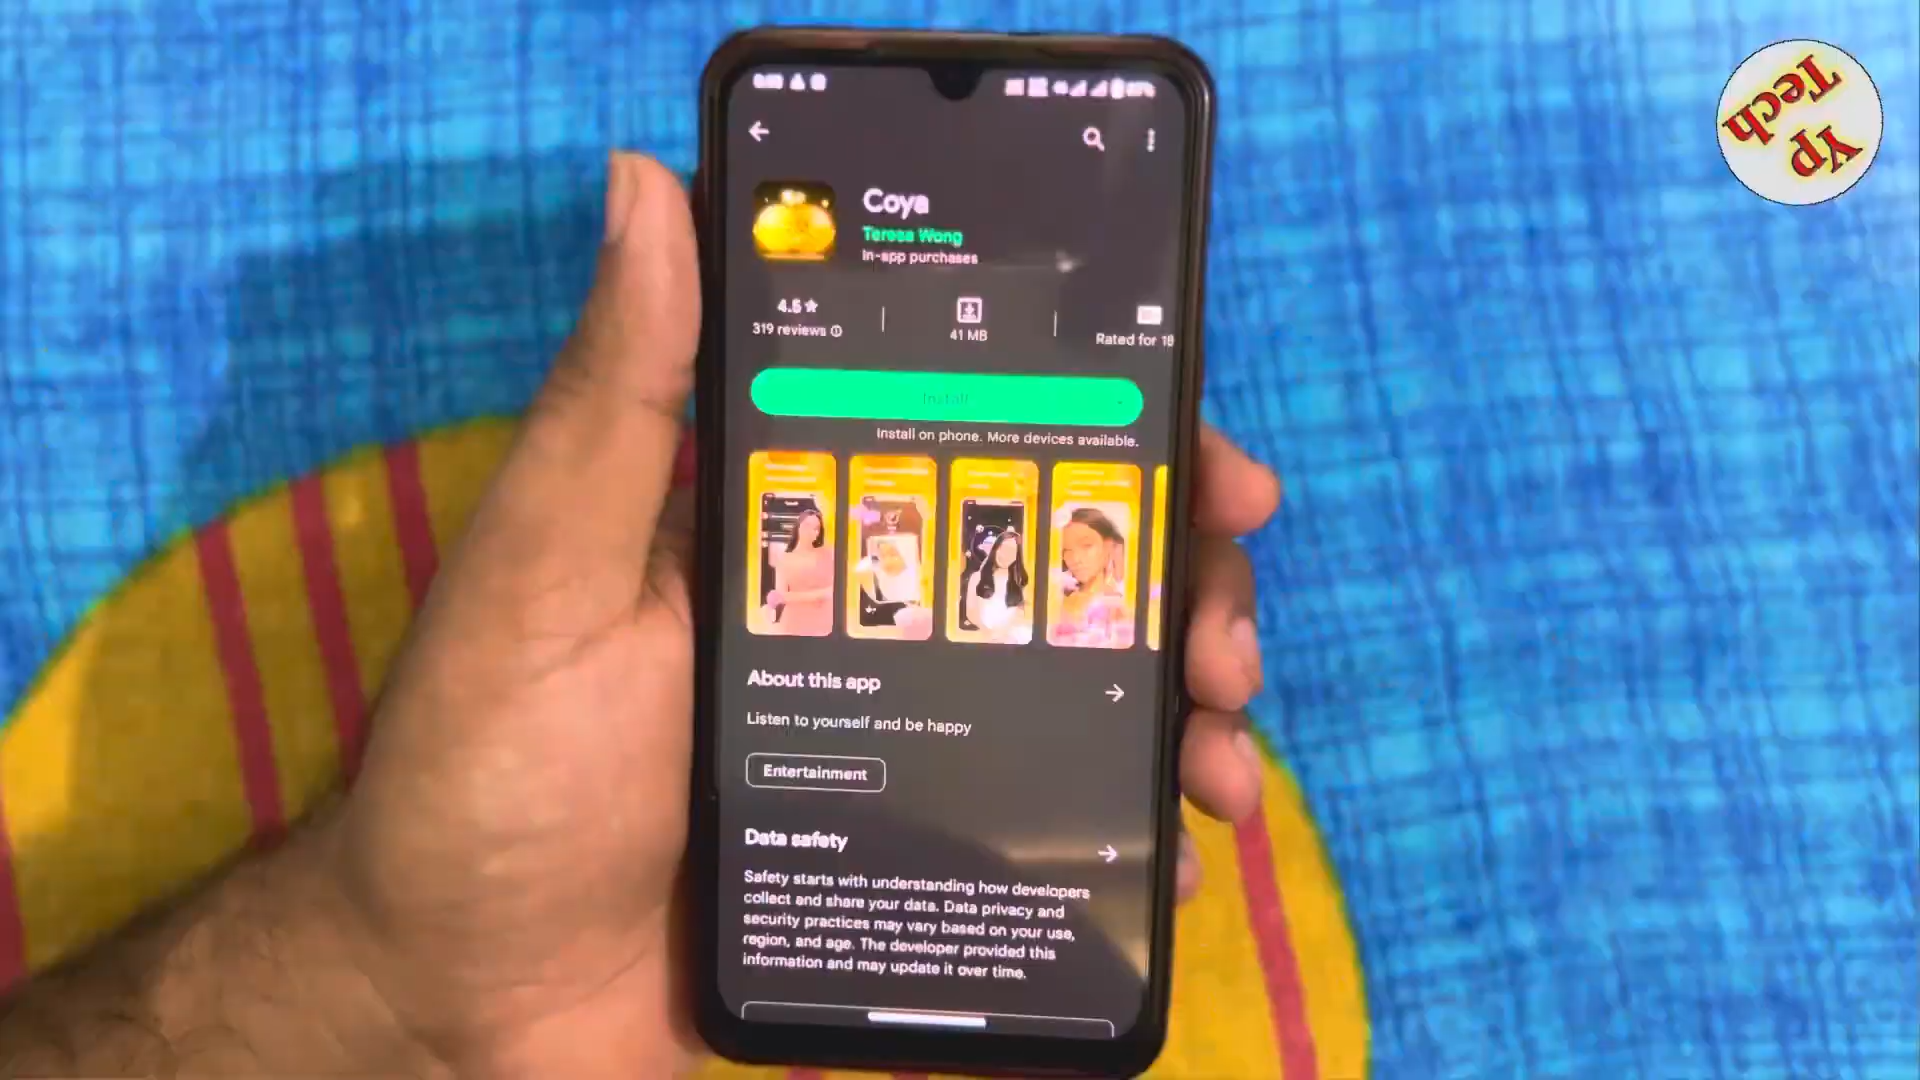 Yp
Tech
Coya
Teresa Wong
In-app purchases
4.5★
319 reviews
41 MB
Rated for 18
Install
Install on phone. More devices available.
About this app
Listen to yourself and be happy
Entertainment
Data safety
Safety starts with understanding how developers
collect and share your data. Data privacy and
security practices may vary based on your use,
region, and age. The developer provided this
information and may update it over time.